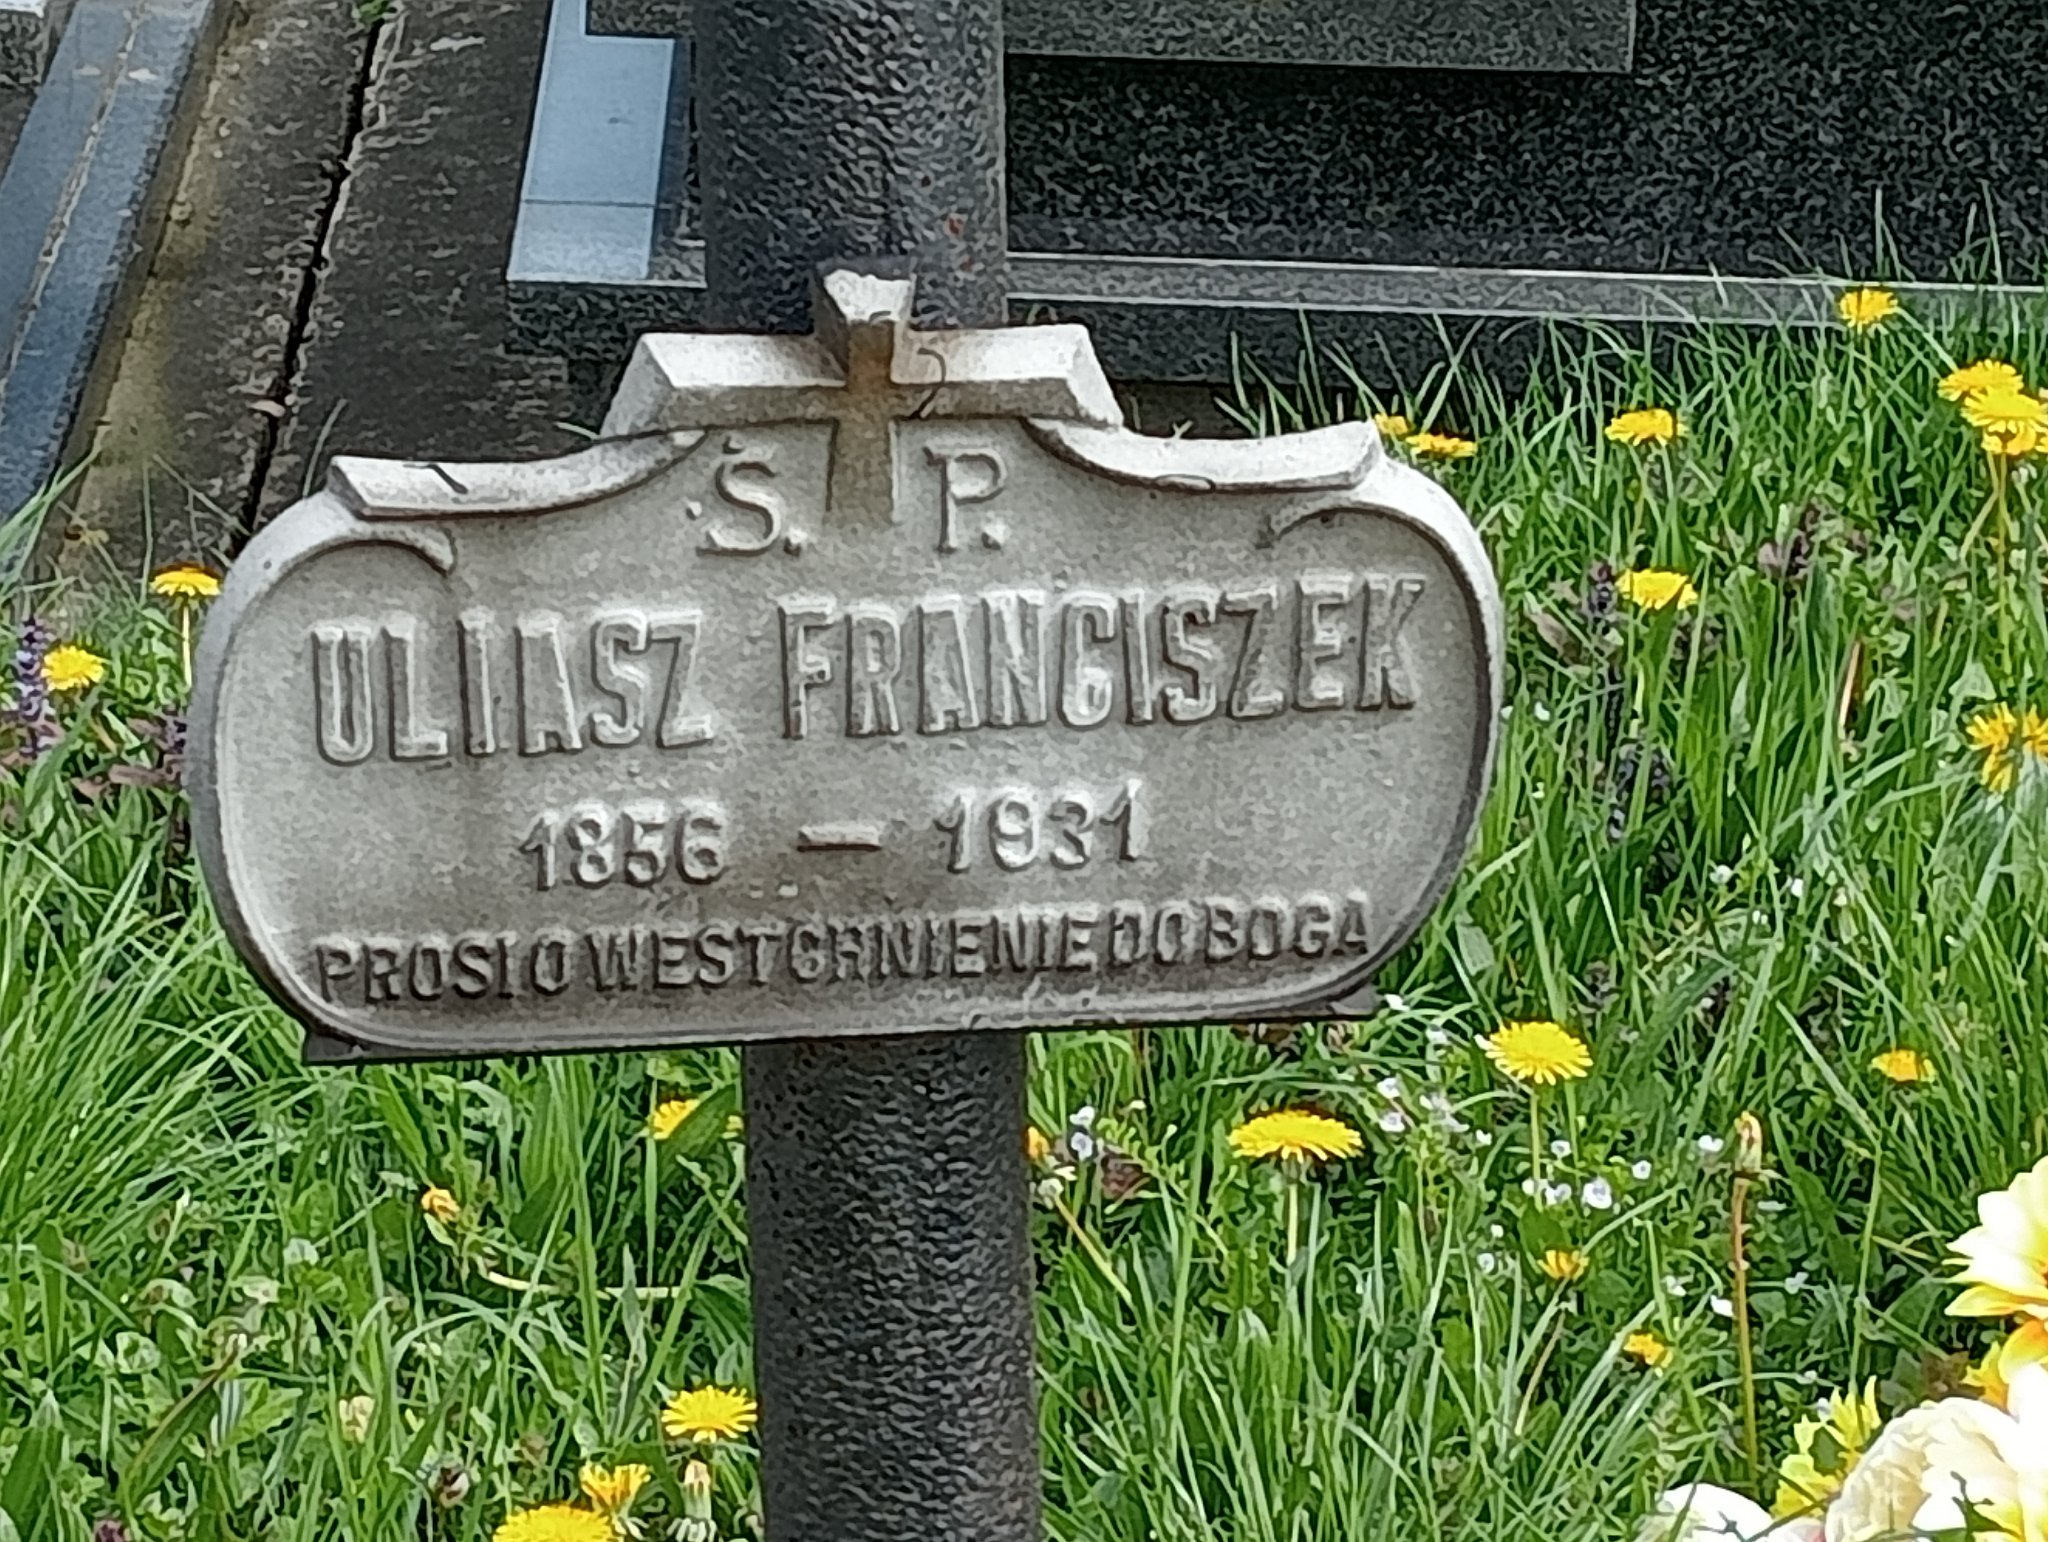 Ś. P.
ULIASZ FRANCISZEK
1856 — 1931
PROSI O WESTCHNIENIE DO BOGA